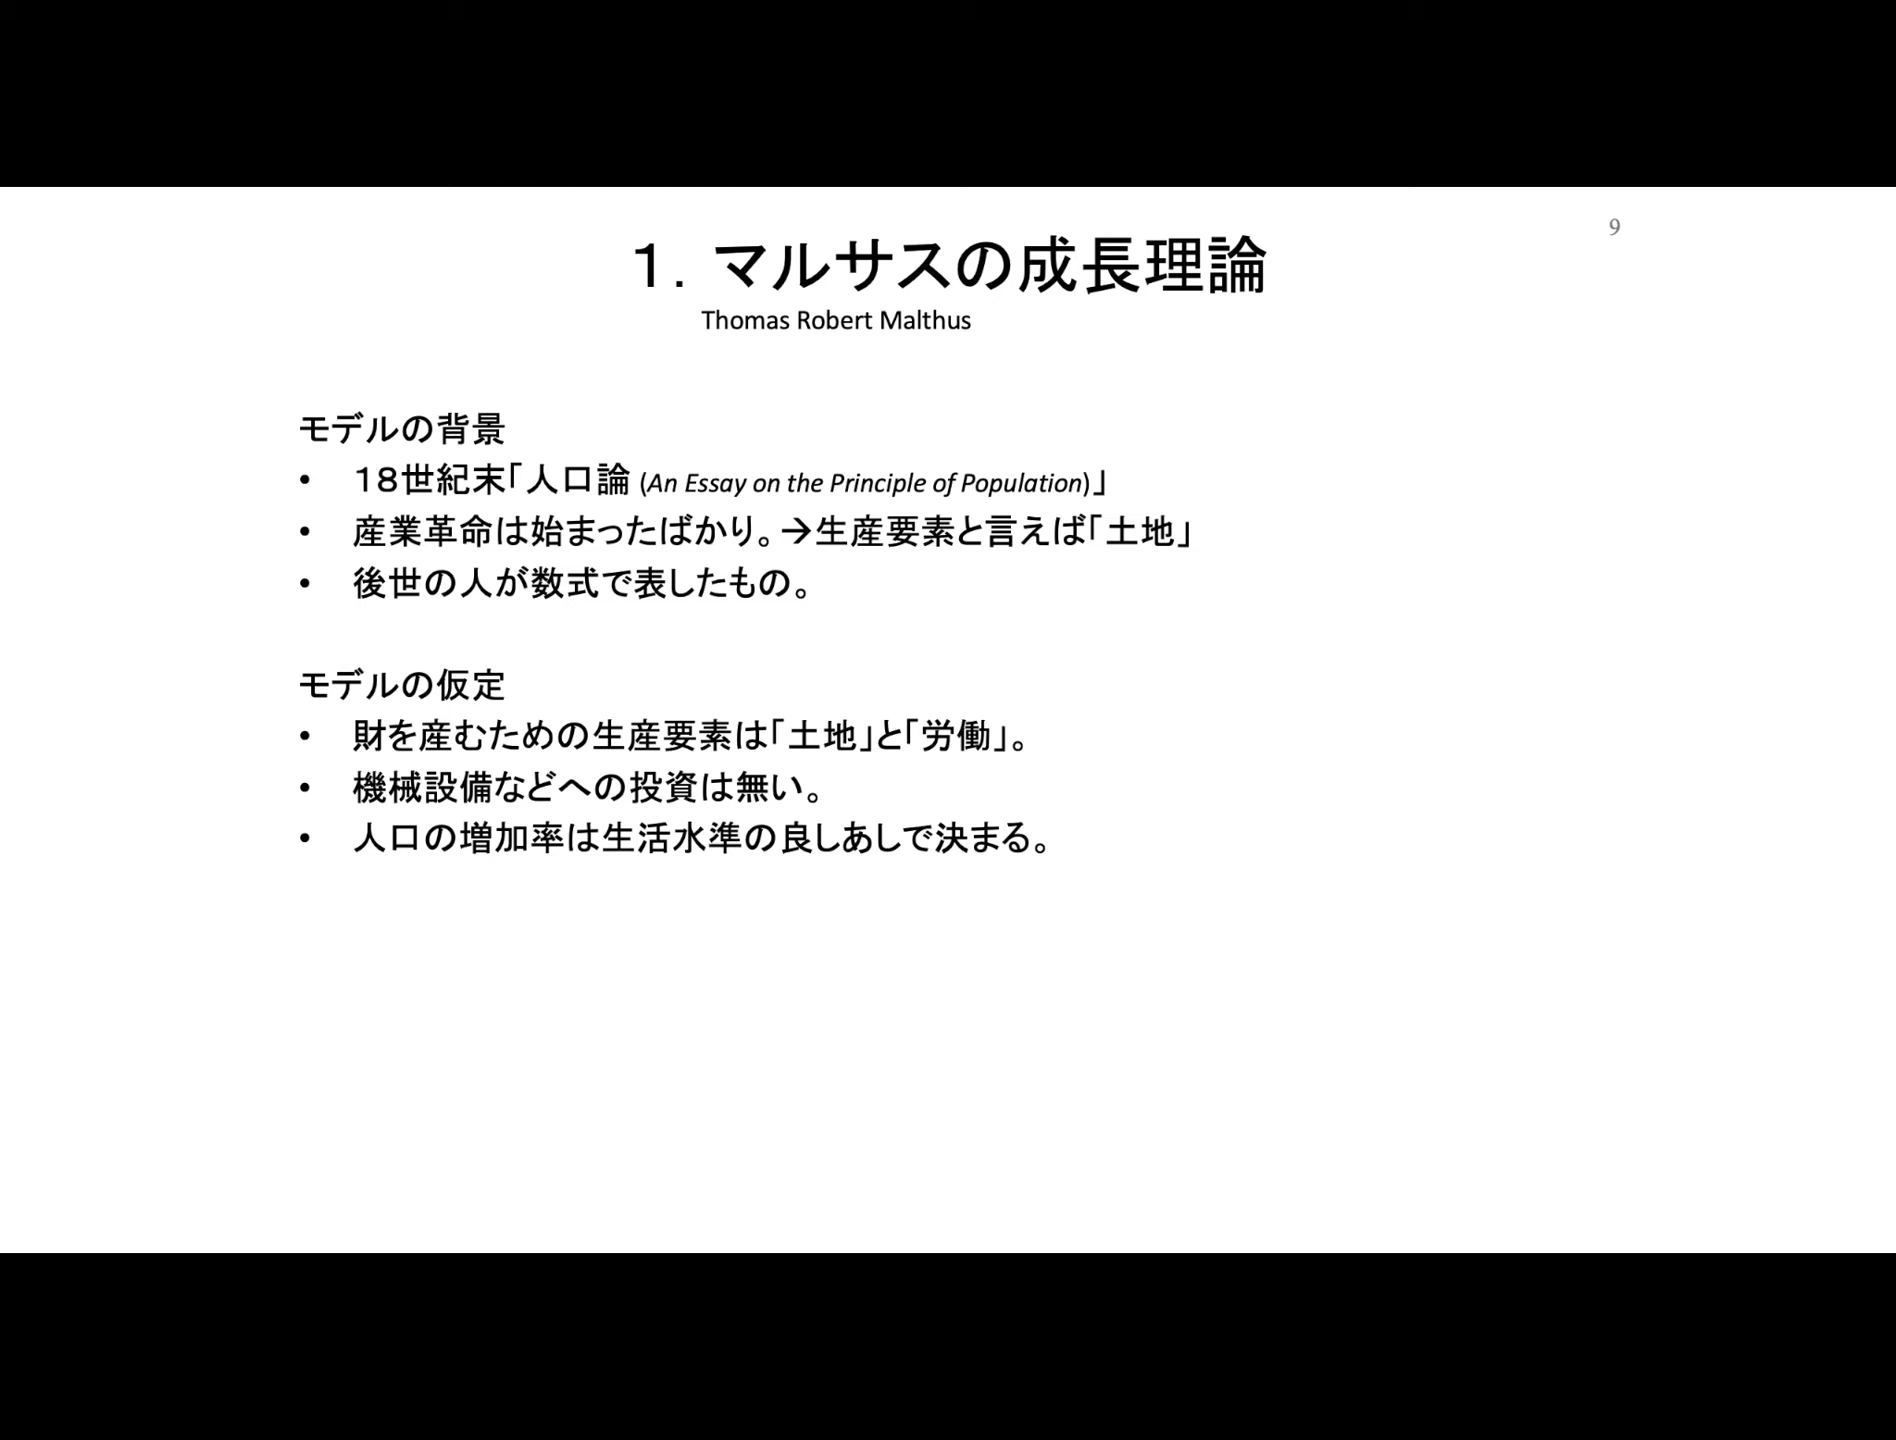 9
１．マルサスの成長理論
Thomas Robert Malthus
モデルの背景
• １８世紀末「人口論 (An Essay on the Principle of Population)」
• 産業革命は始まったばかり。→生産要素と言えば「土地」
• 後世の人が数式で表したもの。
モデルの仮定
• 財を産むための生産要素は「土地」と「労働」。
• 機械設備などへの投資は無い。
• 人口の増加率は生活水準の良しあしで決まる。